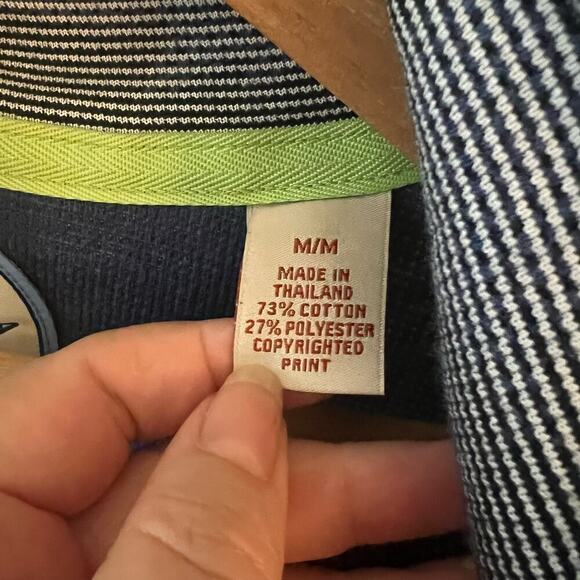 M/M
MADE IN
THAILAND
73% COTTON
27% POLYESTER
COPYRIGHTED
PRINT